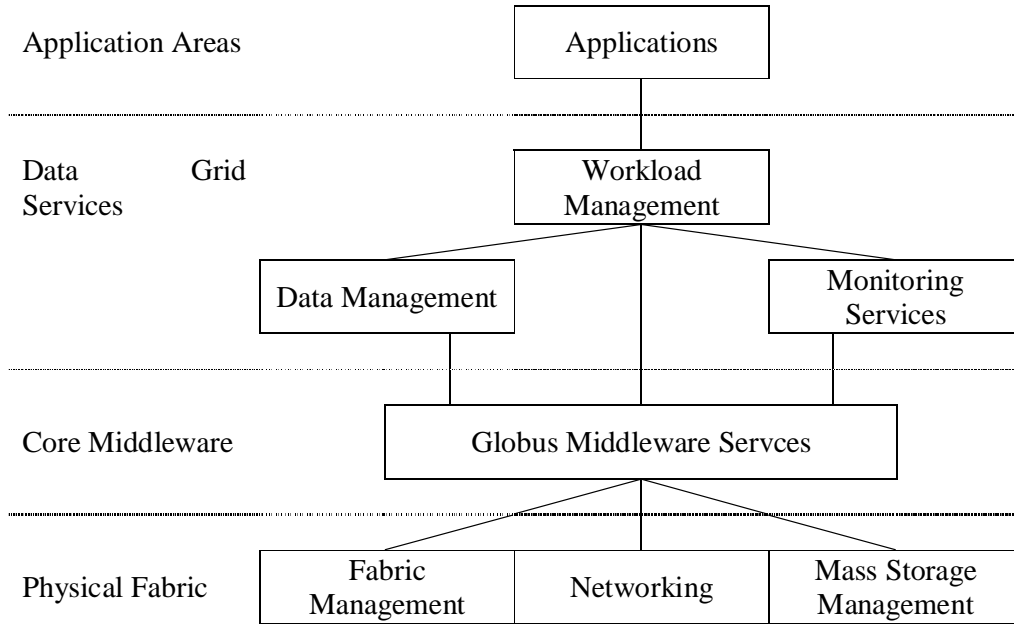 Application Areas
Applications
Data Grid
Services
Workload
Management
Data Management
Monitoring
Services
Core Middleware
Globus Middleware Servces
Physical Fabric
Fabric
Management
Networking
Mass Storage
Management